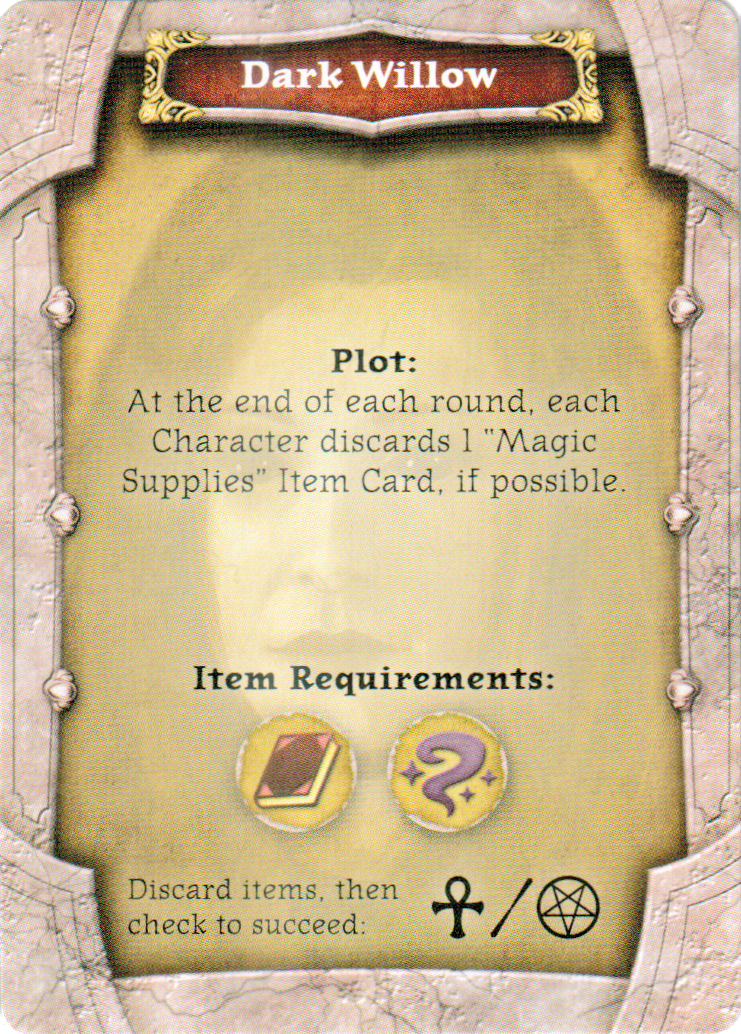 Dark Willow
Plot:
At the end of each round, each
Character discards 1 "Magic
Supplies" Item Card, if possible.
Item Requirements:
Discard items, then
check to succeed: